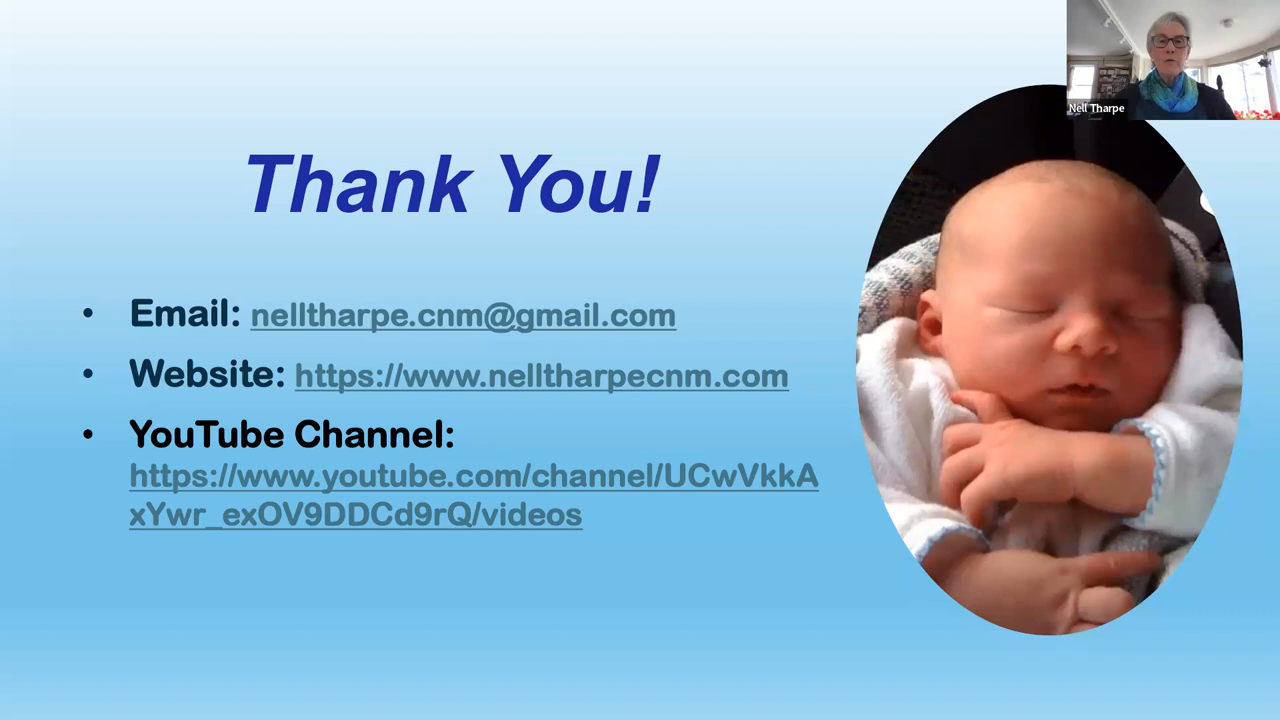 Nell Tharpe
Thank You!
• Email: nelltharpe.cnm@gmail.com
• Website: https://www.nelltharpecnm.com
• YouTube Channel:
https://www.youtube.com/channel/UCwVkkA
xYwr_exOV9DDCd9rQ/videos